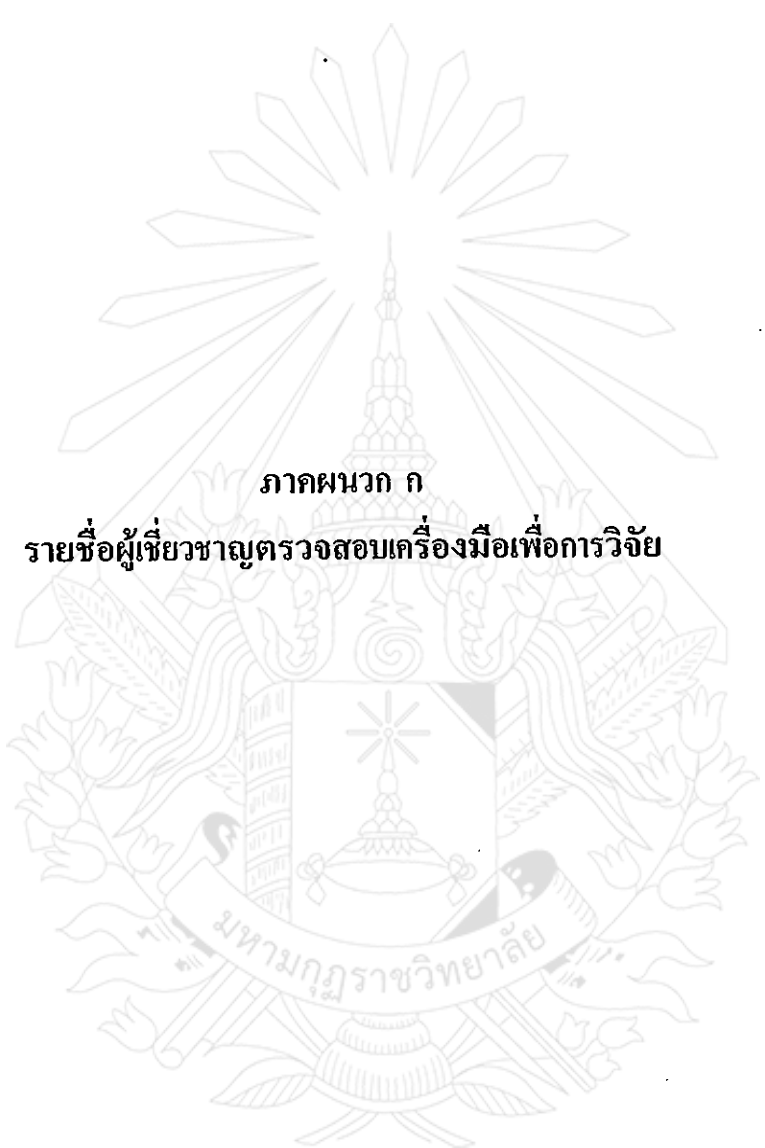 ภาคผนวก ก
รายชื่อผู้เชี่ยวชาญตรวจสอบเครื่องมือเพื่อการวิจัย
มหามกุฏราชวิทยาลัย